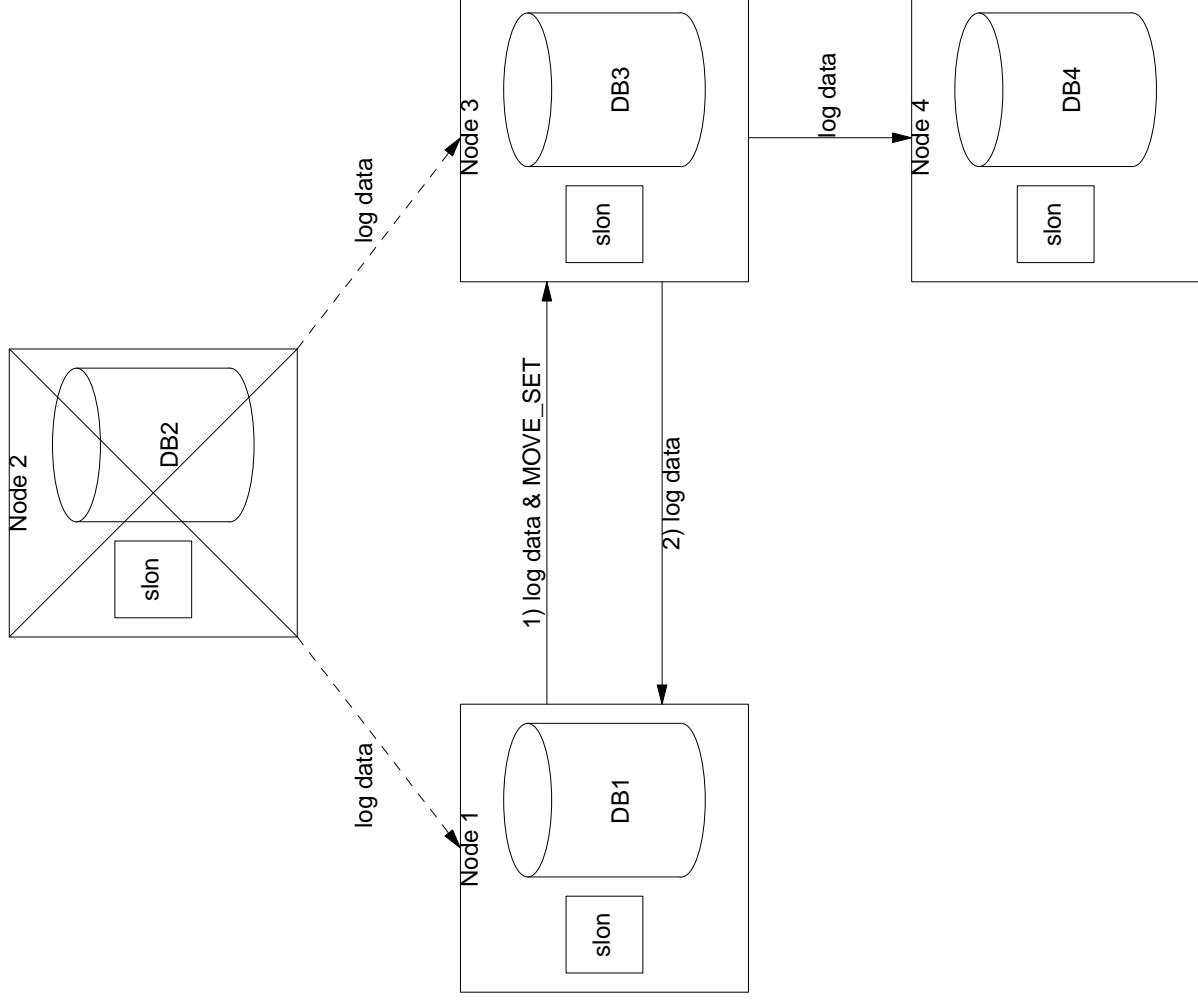 Node 2
DB2
slon
log data
log data
Node 3
DB3
slon
1) log data & MOVE_SET
2) log data
Node 1
DB1
slon
log data
Node 4
DB4
slon